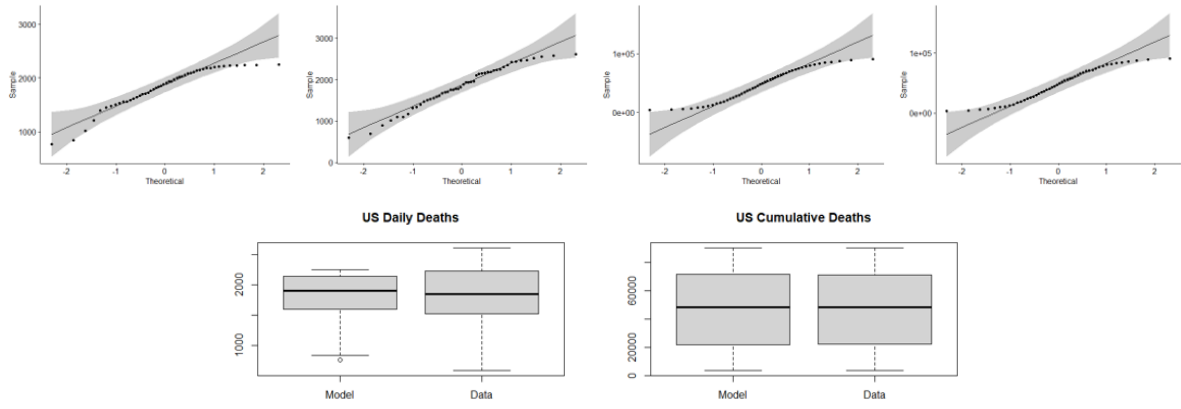 3000
2000
1000
Sample
-2 -1 0 1 2
Theoretical
3000
2000
1000
0
Sample
-2 -1 0 1 2
Theoretical
1e+05
0e+00
Sample
-2 -1 0 1 2
Theoretical
1e+05
0e+00
Sample
-2 -1 0 1 2
Theoretical
US Daily Deaths
2000
1000
Model Data
US Cumulative Deaths
60000
20000
0
Model Data